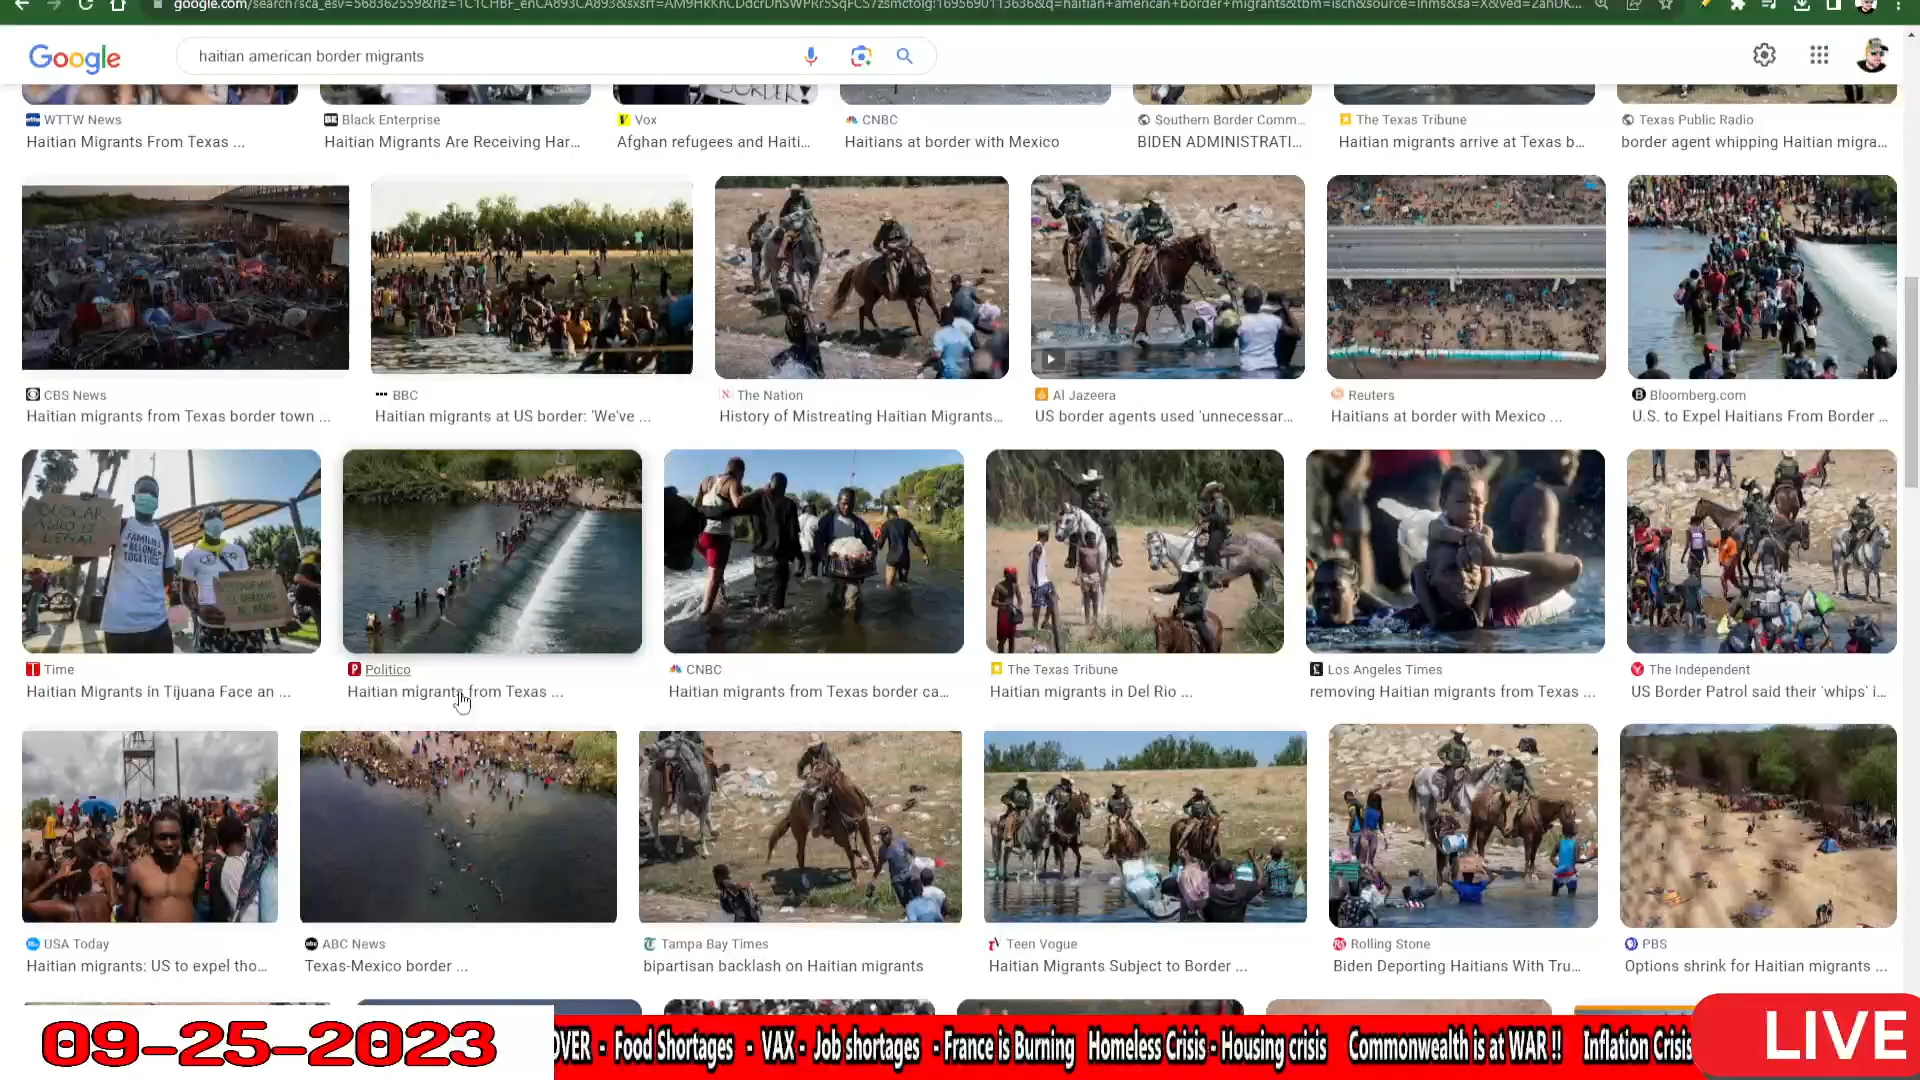 Google
haitian american border migrants
WTTW News
Haitian Migrants From Texas ...
Black Enterprise
Haitian Migrants Are Receiving Har...
Vox
Afghan refugees and Haiti...
CNBC
Haitians at border with Mexico
Southern Border Comm...
BIDEN ADMINISTRATI...
The Texas Tribune
Haitian migrants arrive at Texas b...
Texas Public Radio
border agent whipping Haitian migra...
CBS News
Haitian migrants from Texas border town ...
BBC
Haitian migrants at US border: 'We've ...
The Nation
History of Mistreating Haitian Migrants...
Al Jazeera
US border agents used 'unnecessar...
Reuters
Haitians at border with Mexico ...
Bloomberg.com
U.S. to Expel Haitians From Border ...
FAMILIES
BELONG
TOGETHER
Time
Haitian Migrants in Tijuana Face an ...
Politico
Haitian migrants from Texas ...
CNBC
Haitian migrants from Texas border ca...
The Texas Tribune
Haitian migrants in Del Rio ...
Los Angeles Times
removing Haitian migrants from Texas ...
The Independent
US Border Patrol said their 'whips' i...
USA Today
Haitian migrants: US to expel tho...
ABC News
Texas-Mexico border ...
Tampa Bay Times
bipartisan backlash on Haitian migrants
Teen Vogue
Haitian Migrants Subject to Border ...
Rolling Stone
Biden Deporting Haitians With Tru...
PBS
Options shrink for Haitian migrants ...
09-25-2023
OVER - Food Shortages - VAX - Job shortages - France is Burning Homeless Crisis - Housing crisis Commonwealth is at WAR !! Inflation Crisis
LIVE